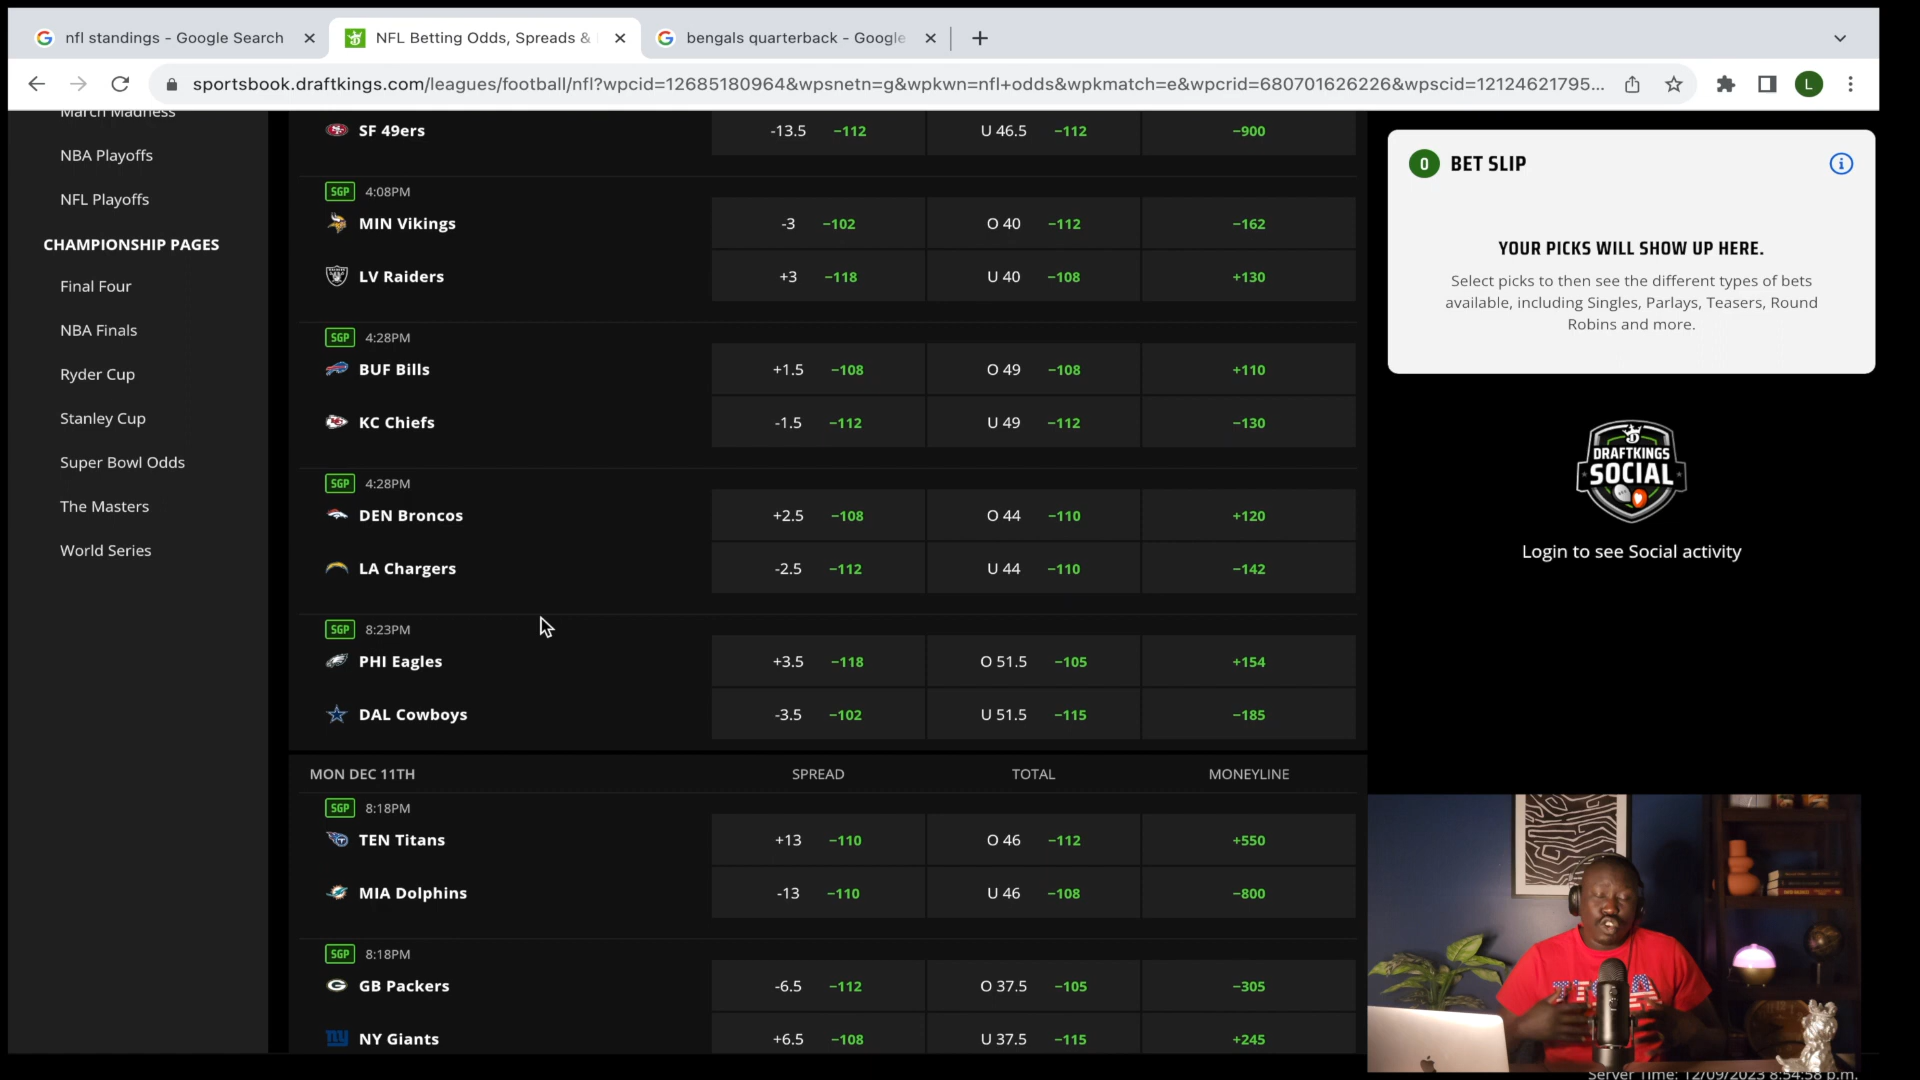 nfl standings - Google Search
NFL Betting Odds, Spreads &
bengals quarterback - Google
sportsbook.draftkings.com/leagues/football/nfl?wpcid=12685180964&wpsnetn=g&wpkwn=nfl+odds&wpkmatch=e&wpcrid=680701626226&wpscid=12124621795...
L
March Madness
NBA Playoffs
NFL Playoffs
CHAMPIONSHIP PAGES
Final Four
NBA Finals
Ryder Cup
Stanley Cup
Super Bowl Odds
The Masters
World Series
SF 49ers -13.5 −112 U 46.5 −112 −900
SGP 4:08PM
MIN Vikings -3 −102 O 40 −112 −162
LV Raiders +3 −118 U 40 −108 +130
SGP 4:28PM
BUF Bills +1.5 −108 O 49 −108 +110
KC Chiefs -1.5 −112 U 49 −112 −130
SGP 4:28PM
DEN Broncos +2.5 −108 O 44 −110 +120
LA Chargers -2.5 −112 U 44 −110 −142
SGP 8:23PM
PHI Eagles +3.5 −118 O 51.5 −105 +154
DAL Cowboys -3.5 −102 U 51.5 −115 −185
MON DEC 11TH SPREAD TOTAL MONEYLINE
SGP 8:18PM
TEN Titans +13 −110 O 46 −112 +550
MIA Dolphins -13 −110 U 46 −108 −800
SGP 8:18PM
GB Packers -6.5 −112 O 37.5 −105 −305
NY Giants +6.5 −108 U 37.5 −115 +245
0 BET SLIP
YOUR PICKS WILL SHOW UP HERE.
Select picks to then see the different types of bets
available, including Singles, Parlays, Teasers, Round
Robins and more.
DRAFTKINGS
SOCIAL
Login to see Social activity
Server Time: 12/09/2023 8:54:58 p.m.